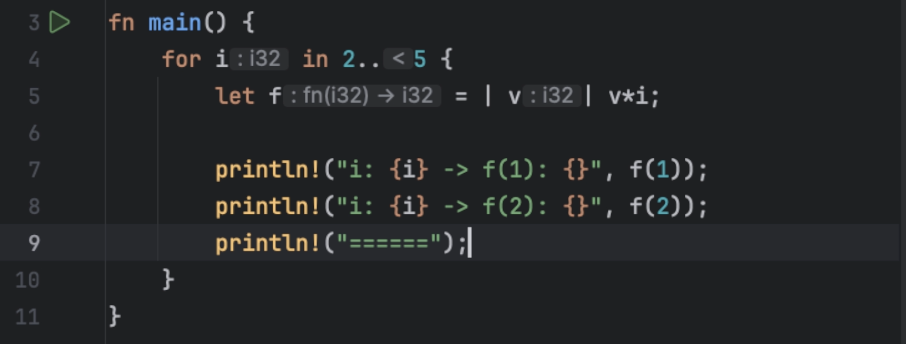 3 fn main() {
4 for i : i32 in 2..<5 {
5 let f : fn(i32) → i32 = | v : i32 | v*i;
6
7 println!("i: {i} -> f(1): {}", f(1));
8 println!("i: {i} -> f(2): {}", f(2));
9 println!("======");
10 }
11 }